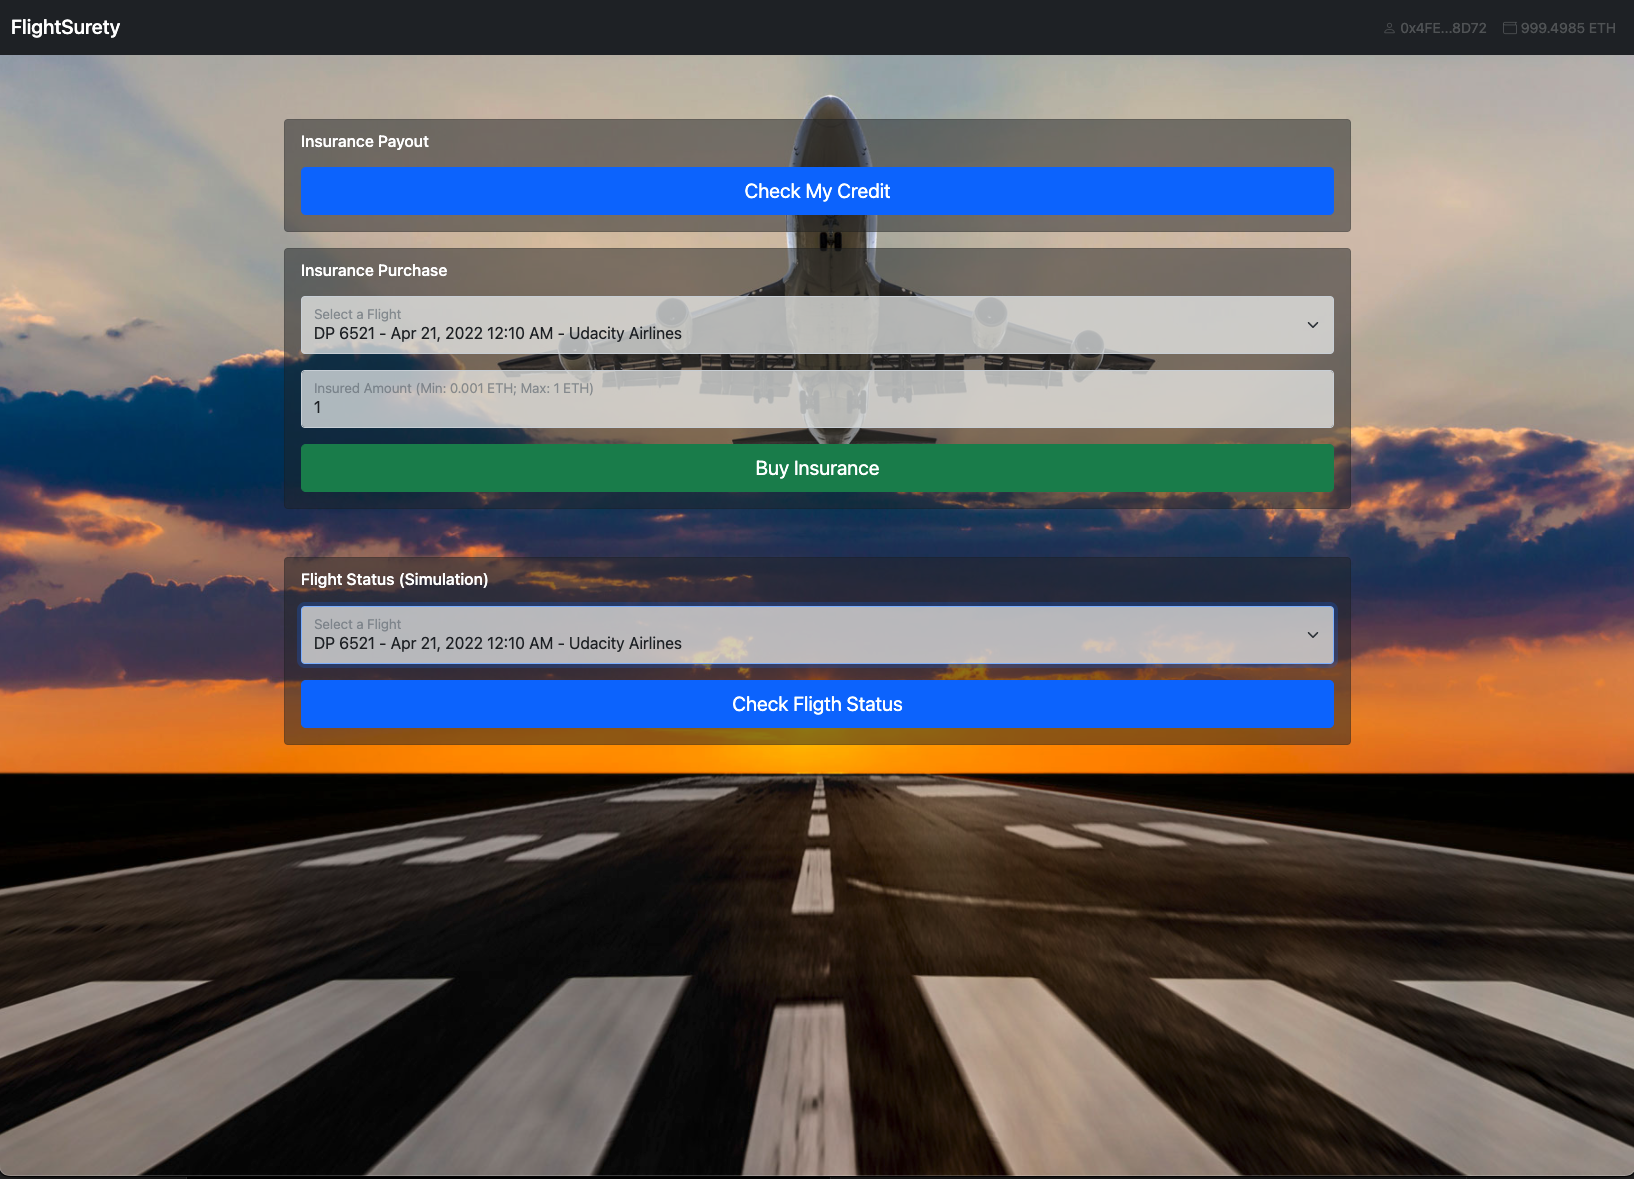 FlightSurety
0x4FE...8D72 999.4985 ETH
Insurance Payout
Check My Credit
Insurance Purchase
Select a Flight
DP 6521 - Apr 21, 2022 12:10 AM - Udacity Airlines
Insured Amount (Min: 0.001 ETH; Max: 1 ETH)
1
Buy Insurance
Flight Status (Simulation)
Select a Flight
DP 6521 - Apr 21, 2022 12:10 AM - Udacity Airlines
Check Fligth Status